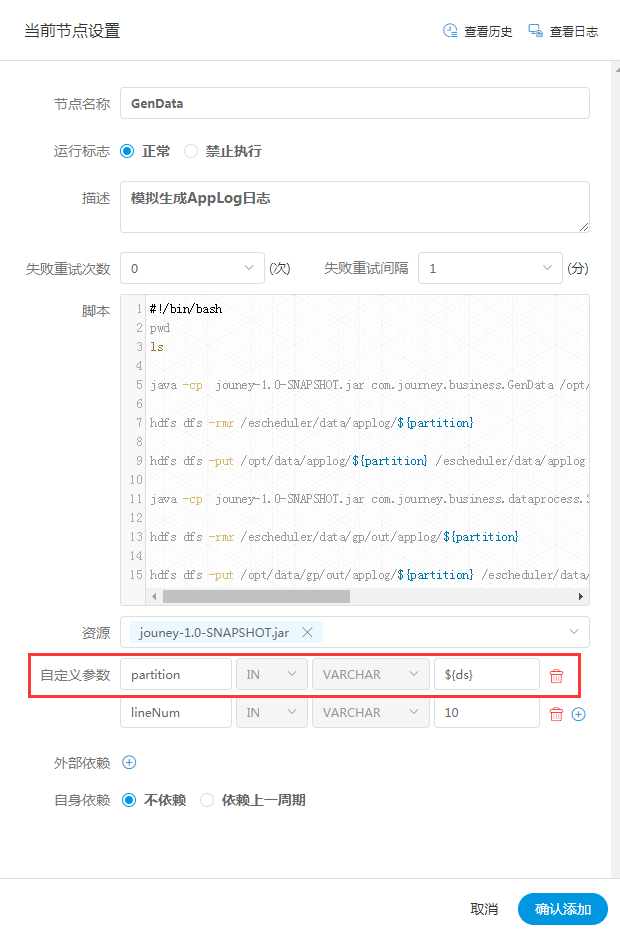 当前节点设置 查看历史 查看日志
节点名称 GenData
运行标志 正常 禁止执行
描述 模拟生成AppLog日志
失败重试次数 0 (次) 失败重试间隔 1 (分)
脚本
1 #!/bin/bash
2 pwd
3 ls
4
5 java -cp  jouney-1.0-SNAPSHOT.jar com.journey.business.GenData /opt/
6
7 hdfs dfs -rmr /escheduler/data/applog/${partition}
8
9 hdfs dfs -put /opt/data/applog/${partition} /escheduler/data/applog
10
11 java -cp  jouney-1.0-SNAPSHOT.jar com.journey.business.dataprocess.
12
13 hdfs dfs -rmr /escheduler/data/gp/out/applog/${partition}
14
15 hdfs dfs -put /opt/data/gp/out/applog/${partition} /escheduler/data/
资源 jouney-1.0-SNAPSHOT.jar
自定义参数 partition IN VARCHAR ${ds}
lineNum IN VARCHAR 10
外部依赖
自身依赖 不依赖 依赖上一周期
取消 确认添加